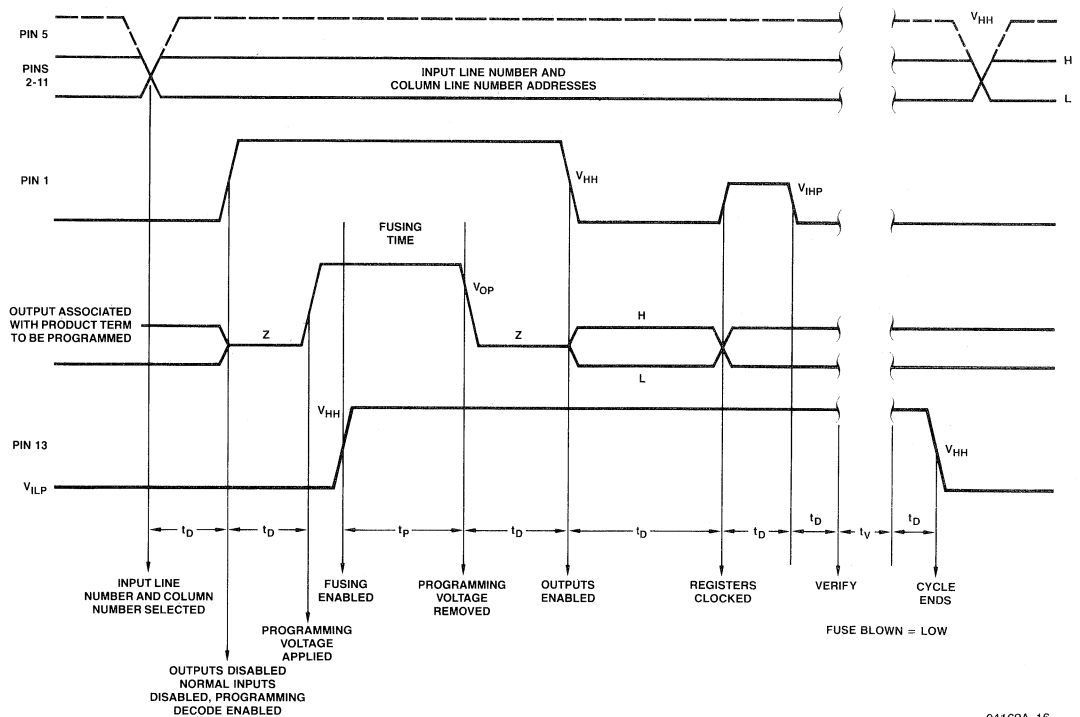 PIN 5
V_HH
PINS
2-11
INPUT LINE NUMBER AND
COLUMN LINE NUMBER ADDRESSES
H
L
PIN 1
V_HH
V_IHP
FUSING
TIME
V_OP
OUTPUT ASSOCIATED
WITH PRODUCT TERM
TO BE PROGRAMMED
Z
Z
H
L
V_HH
PIN 13
V_HH
V_ILP
t_D
t_D
t_P
t_D
t_D
t_D
t_D
t_V
t_D
INPUT LINE
NUMBER AND COLUMN
NUMBER SELECTED
FUSING
ENABLED
PROGRAMMING
VOLTAGE
REMOVED
OUTPUTS
ENABLED
REGISTERS
CLOCKED
VERIFY
CYCLE
ENDS
PROGRAMMING
VOLTAGE
APPLIED
FUSE BLOWN = LOW
OUTPUTS DISABLED
NORMAL INPUTS
DISABLED, PROGRAMMING
DECODE ENABLED